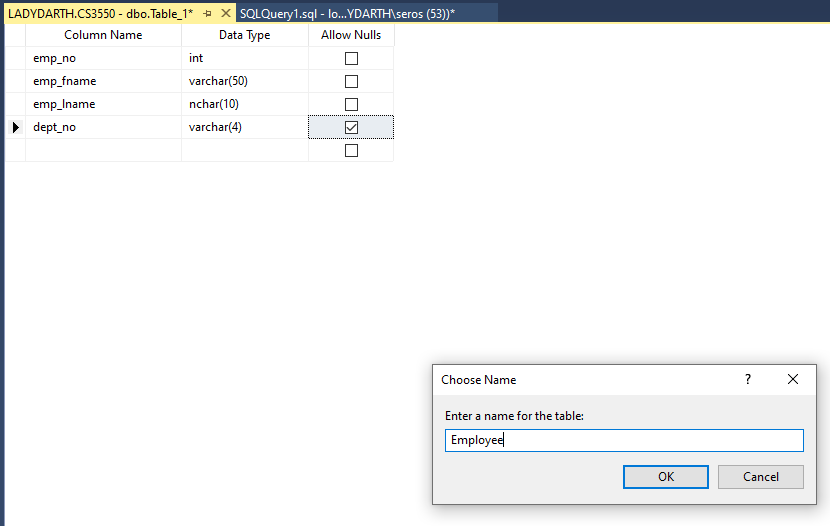 LADYDARTH.CS3550 - dbo.Table_1* SQLQuery1.sql - lo...YDARTH\seros (53))*
Column Name Data Type Allow Nulls
emp_no int
emp_fname varchar(50)
emp_lname nchar(10)
dept_no varchar(4)
Choose Name ?
Enter a name for the table:
Employee
OK Cancel